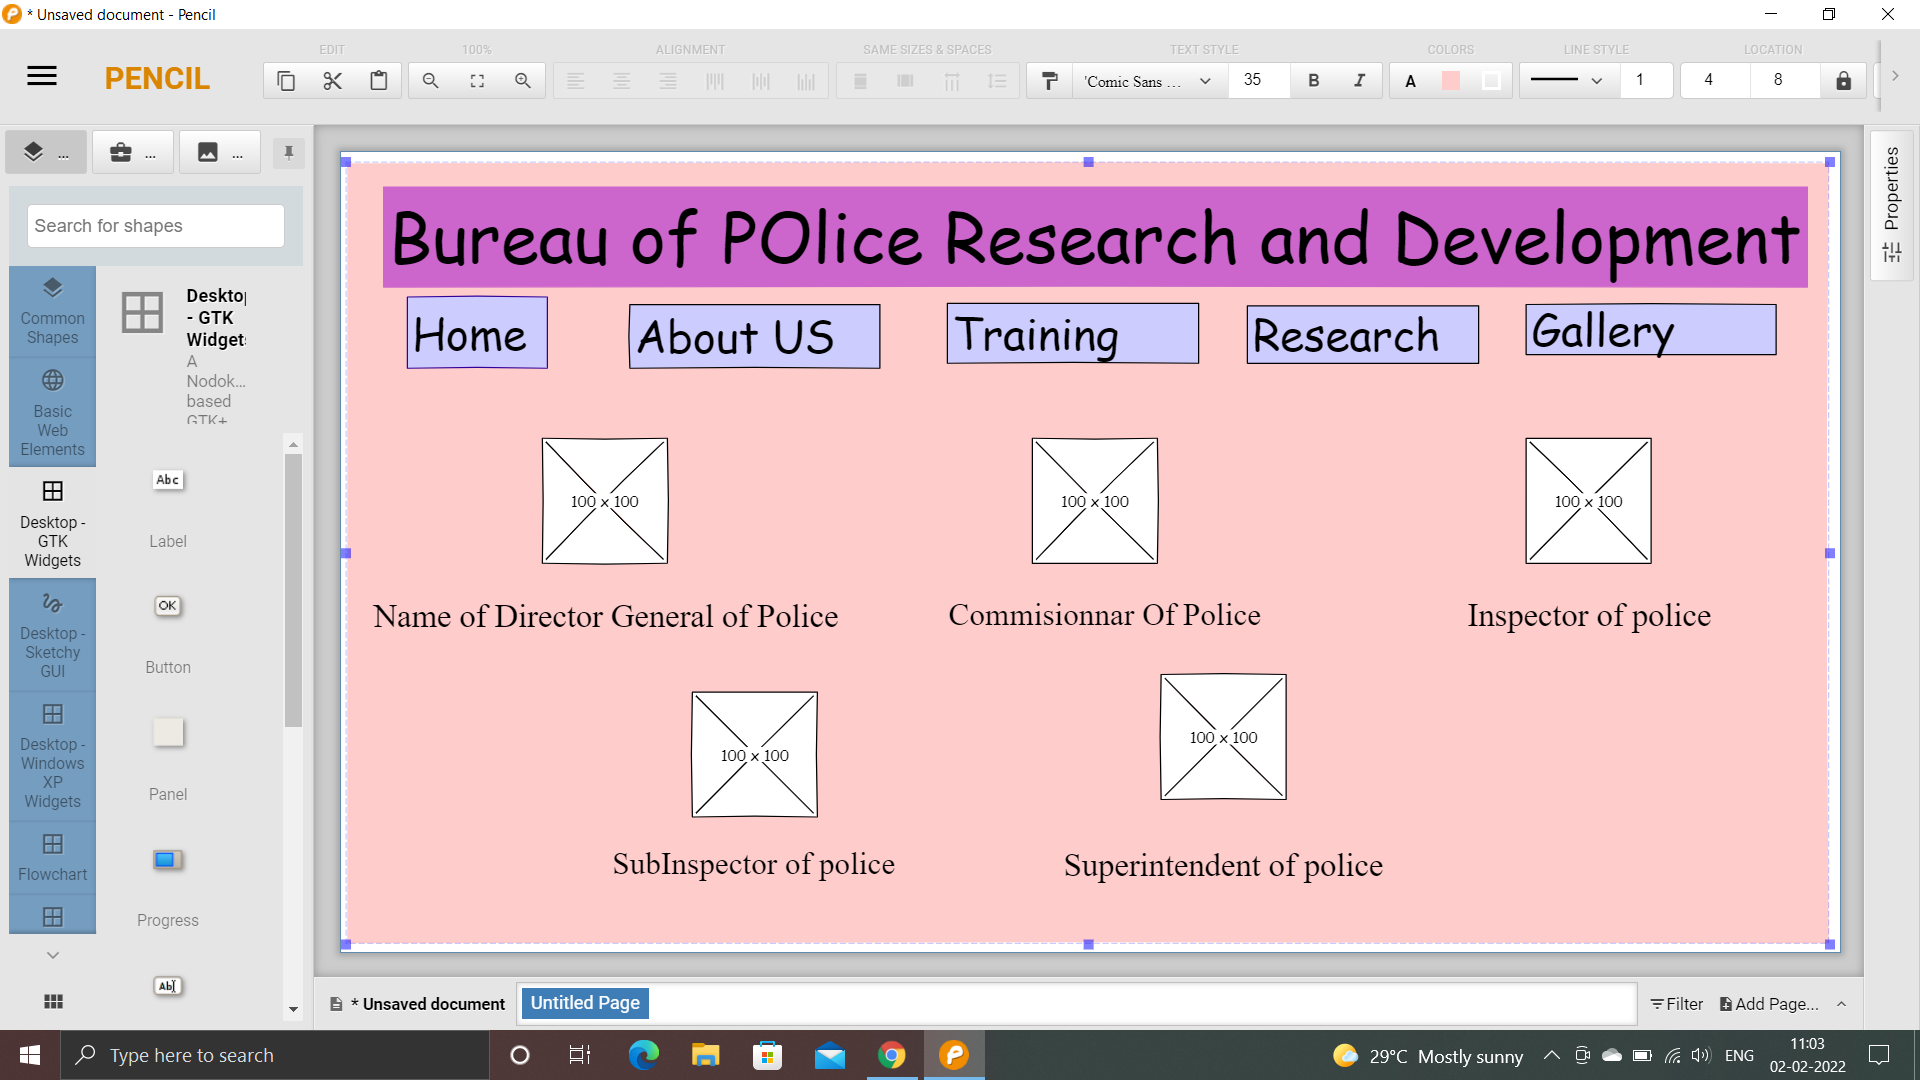 * Unsaved document - Pencil
EDIT 100% ALIGNMENT SAME SIZES & SPACES TEXT STYLE COLORS LINE STYLE LOCATION
PENCIL
'Comic Sans ... 35 B I A 1 4 8
... ... ...
Properties
Search for shapes
Common
Shapes
Basic
Web
Elements
Desktop -
GTK
Widgets
Desktop -
Sketchy
GUI
Desktop -
Windows
XP
Widgets
Flowchart
Desktop
- GTK
Widgets
A
Nodok...
based
GTK+
Abc
Label
OK
Button
Panel
Progress
AbI
Bureau of POlice Research and Development
Home About US Training Research Gallery
100 x 100 100 x 100 100 x 100
Name of Director General of Police Commisionnar Of Police Inspector of police
100 x 100 100 x 100
SubInspector of police Superintendent of police
* Unsaved document Untitled Page Filter Add Page...
Type here to search
29°C Mostly sunny ENG
11:03
02-02-2022